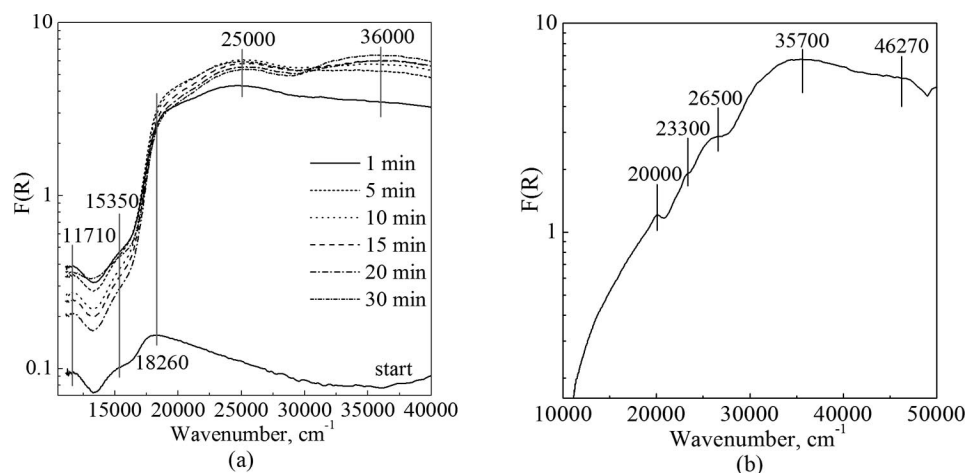 10
25000
36000
F(R)
1
15350
11710
1 min
5 min
10 min
15 min
20 min
30 min
0.1
18260
start
15000 20000 25000 30000 35000 40000
Wavenumber, cm-1
(a)
10
35700
46270
26500
23300
20000
F(R)
1
10000 20000 30000 40000 50000
Wavenumber, cm-1
(b)